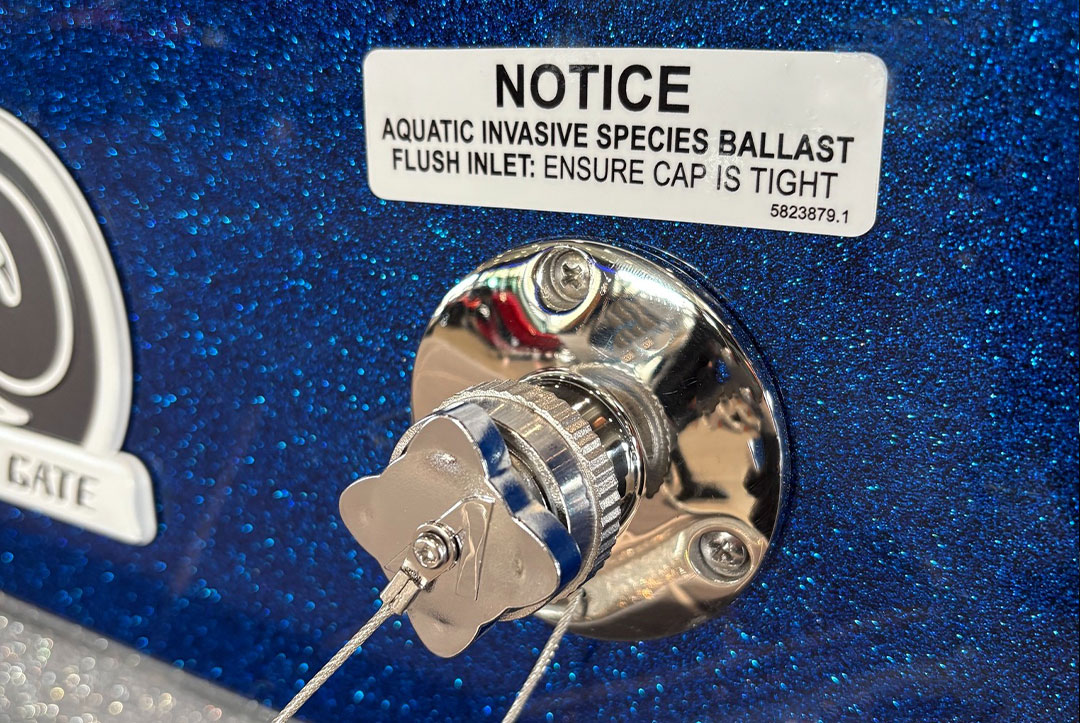 NOTICE
AQUATIC INVASIVE SPECIES BALLAST
FLUSH INLET: ENSURE CAP IS TIGHT
5823879.1
GATE